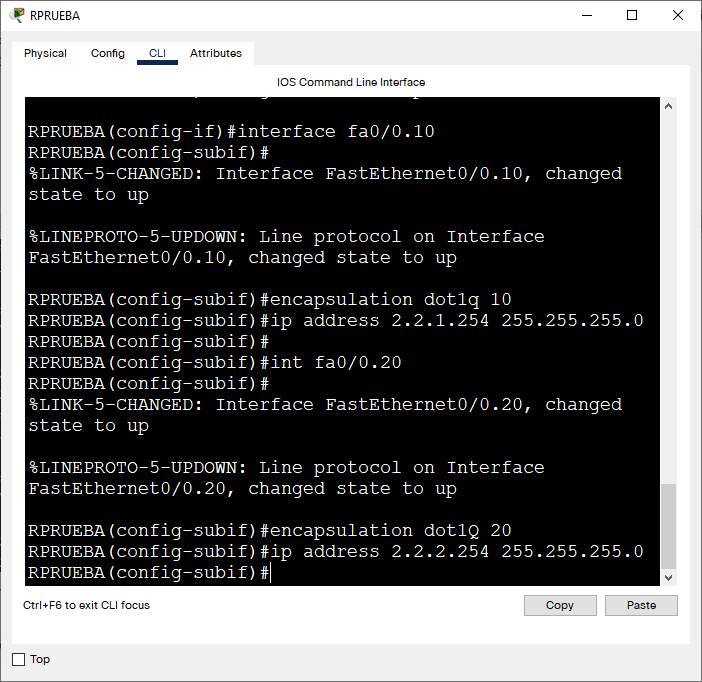 RPRUEBA
Physical Config CLI Attributes
IOS Command Line Interface
RPRUEBA(config-if)#interface fa0/0.10
RPRUEBA(config-subif)#
%LINK-5-CHANGED: Interface FastEthernet0/0.10, changed
state to up
%LINEPROTO-5-UPDOWN: Line protocol on Interface
FastEthernet0/0.10, changed state to up
RPRUEBA(config-subif)#encapsulation dot1q 10
RPRUEBA(config-subif)#ip address 2.2.1.254 255.255.255.0
RPRUEBA(config-subif)#
RPRUEBA(config-subif)#int fa0/0.20
RPRUEBA(config-subif)#
%LINK-5-CHANGED: Interface FastEthernet0/0.20, changed
state to up
%LINEPROTO-5-UPDOWN: Line protocol on Interface
FastEthernet0/0.20, changed state to up
RPRUEBA(config-subif)#encapsulation dot1Q 20
RPRUEBA(config-subif)#ip address 2.2.2.254 255.255.255.0
RPRUEBA(config-subif)#
Ctrl+F6 to exit CLI focus
Copy Paste
Top